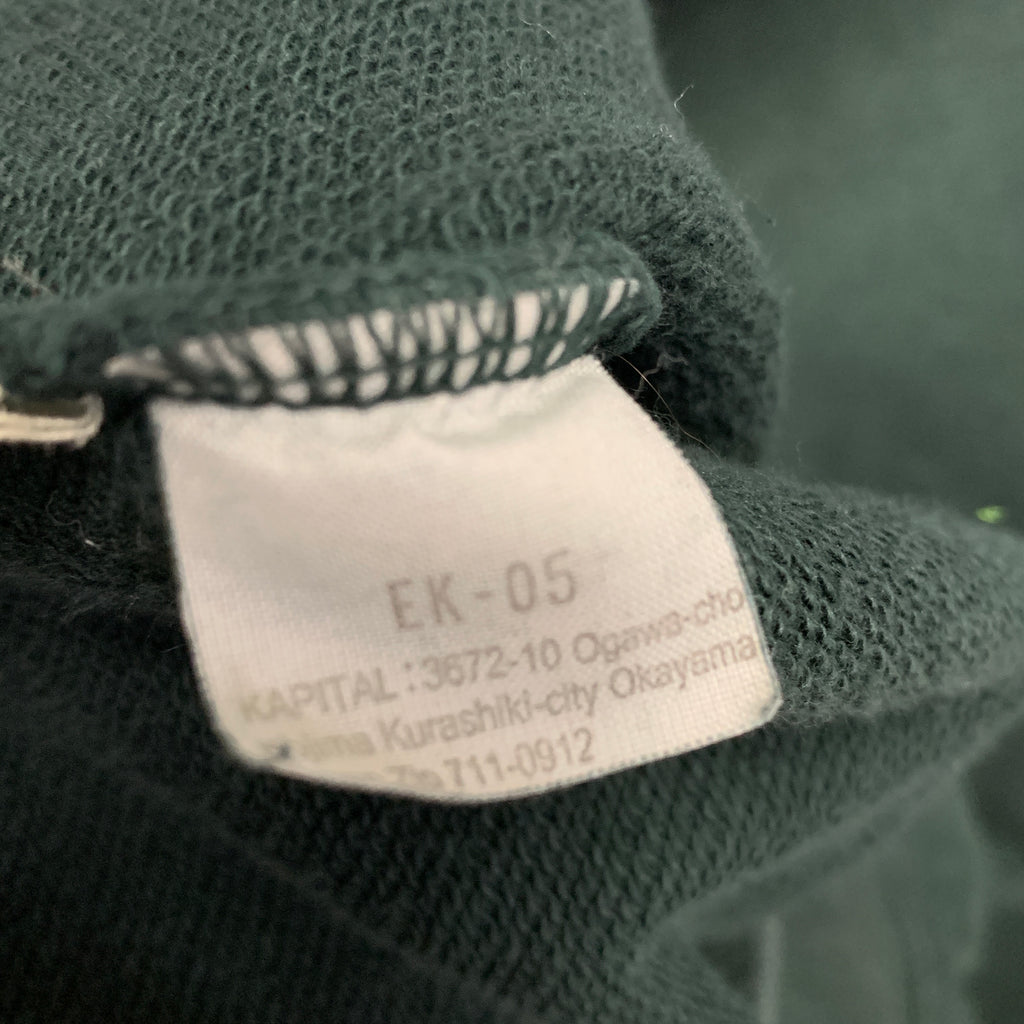 EK-05
KAPITAL:3672-10 Ogawa-cho
Kurashiki-city Okayama
711-0912